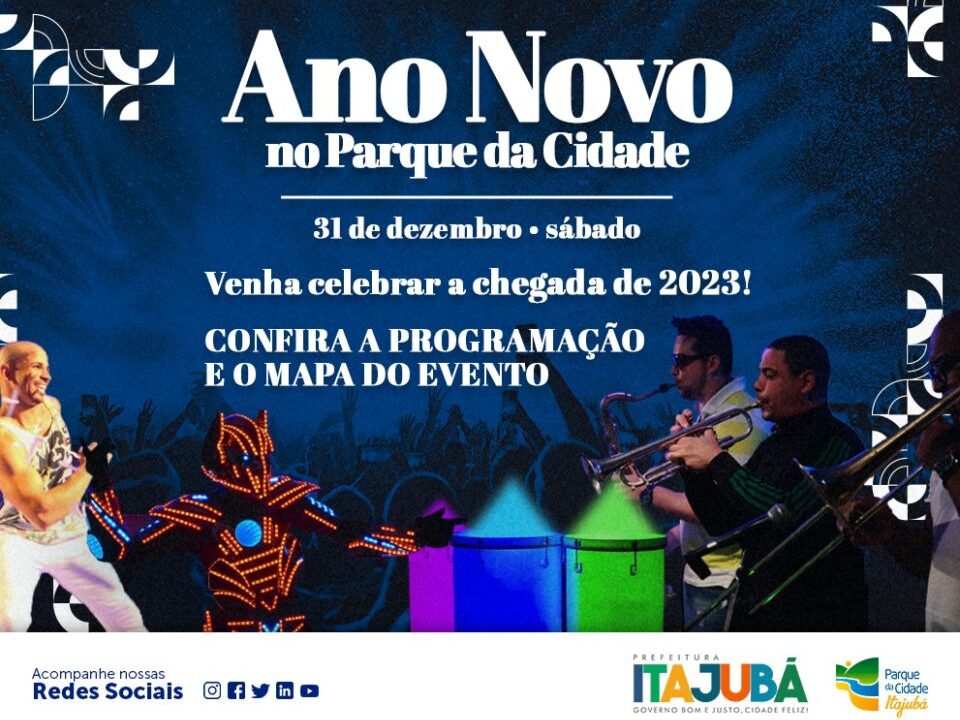 Ano Novo
no Parque da Cidade
31 de dezembro • sábado
Venha celebrar a chegada de 2023!
CONFIRA A PROGRAMAÇÃO
E O MAPA DO EVENTO
Acompanhe nossas
Redes Sociais
PREFEITURA
ITAJUBÁ
GOVERNO BOM E JUSTO, CIDADE FELIZ!
Parque
da Cidade
Itajubá